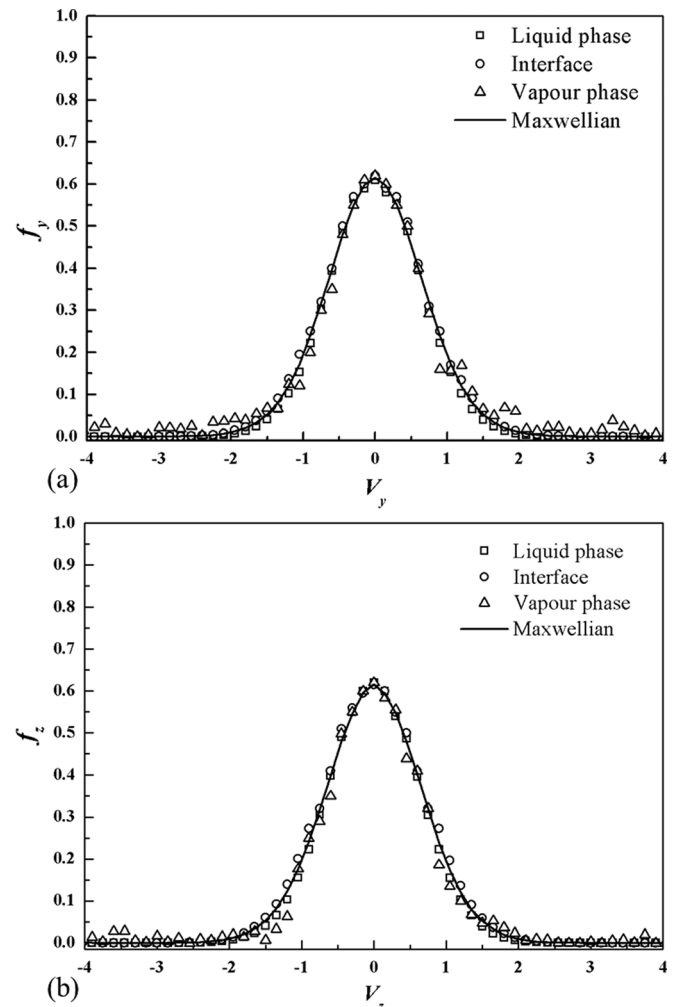 1.0
0.9
0.8
0.7
0.6
0.5
0.4
0.3
0.2
0.1
0.0
f_y
Liquid phase
Interface
Vapour phase
Maxwellian
-4 -3 -2 -1 0 1 2 3 4
V_y
(a)
1.0
0.9
0.8
0.7
0.6
0.5
0.4
0.3
0.2
0.1
0.0
f_z
Liquid phase
Interface
Vapour phase
Maxwellian
-4 -3 -2 -1 0 1 2 3 4
V_z
(b)